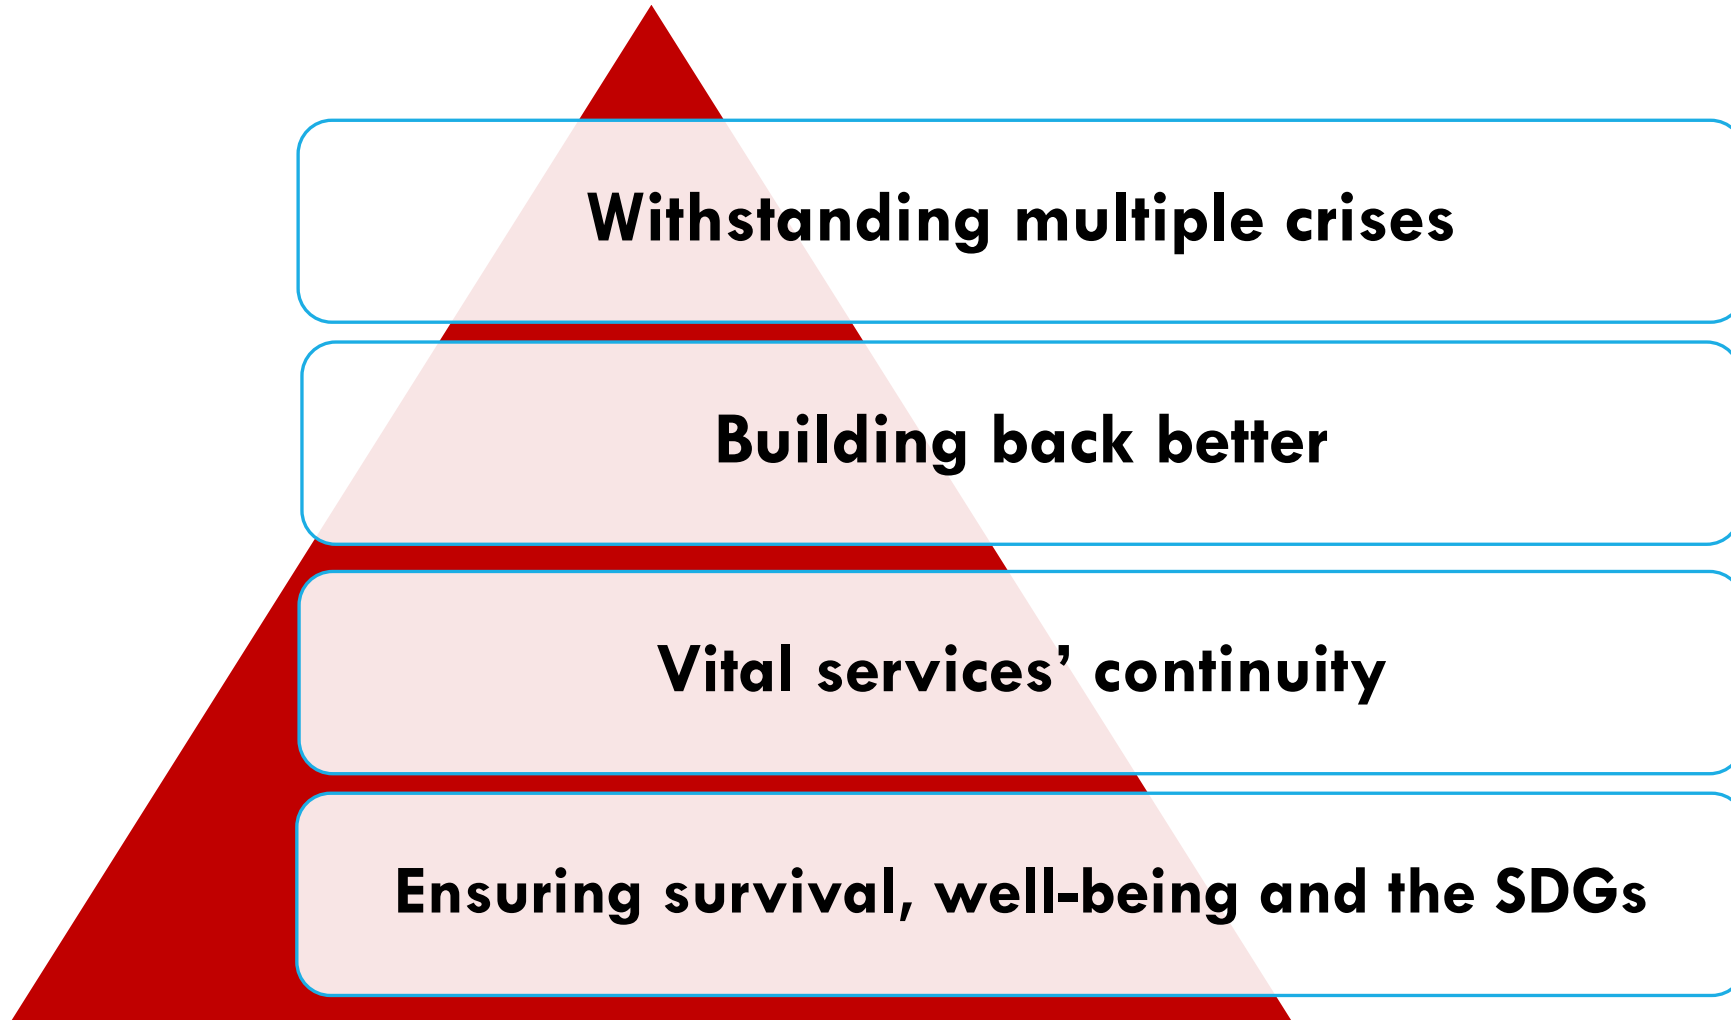 Withstanding multiple crises
Building back better
Vital services’ continuity
Ensuring survival, well-being and the SDGs